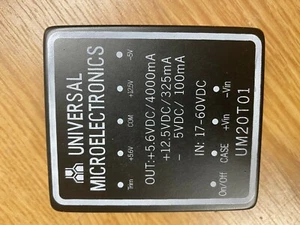 UNIVERSAL
MICROELECTRONICS
Trim +5.6V COM +12.5V -5V
OUT:+5.6VDC/4000mA
+12.5VDC/325mA
- 5VDC/ 100mA
IN: 17-60VDC
UM20T01
On/Off CASE +Vin -Vin